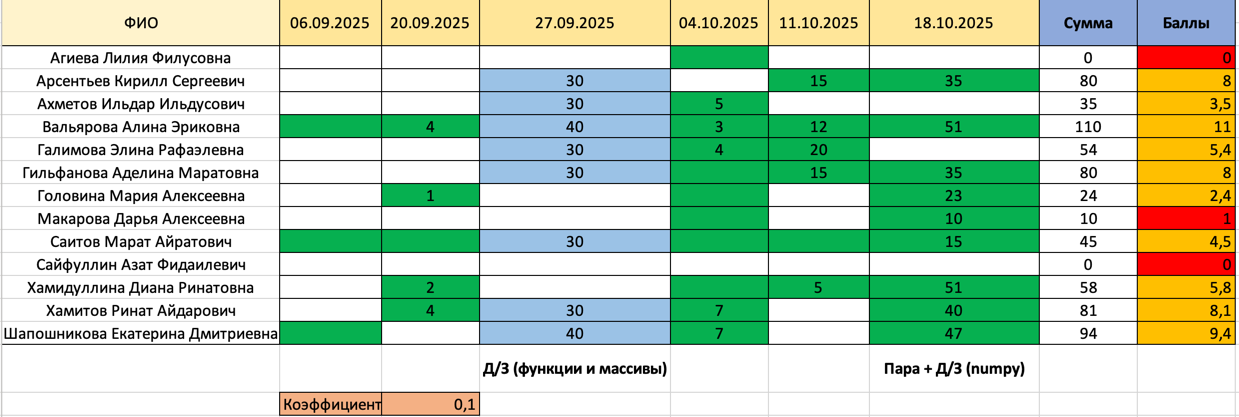 ФИО 06.09.2025 20.09.2025 27.09.2025 04.10.2025 11.10.2025 18.10.2025 Сумма Баллы
Агиева Лилия Филусовна 0 0
Арсентьев Кирилл Сергеевич 30 15 35 80 8
Ахметов Ильдар Ильдусович 30 5 35 3,5
Вальярова Алина Эриковна 4 40 3 12 51 110 11
Галимова Элина Рафаэлевна 30 4 20 54 5,4
Гильфанова Аделина Маратовна 30 15 35 80 8
Головина Мария Алексеевна 1 23 24 2,4
Макарова Дарья Алексеевна 10 10 1
Саитов Марат Айратович 30 15 45 4,5
Сайфуллин Азат Фидаилевич 0 0
Хамидуллина Диана Ринатовна 2 5 51 58 5,8
Хамитов Ринат Айдарович 4 30 7 40 81 8,1
Шапошникова Екатерина Дмитриевна 40 7 47 94 9,4
Д/З (функции и массивы) Пара + Д/З (numpy)
Коэффициент 0,1